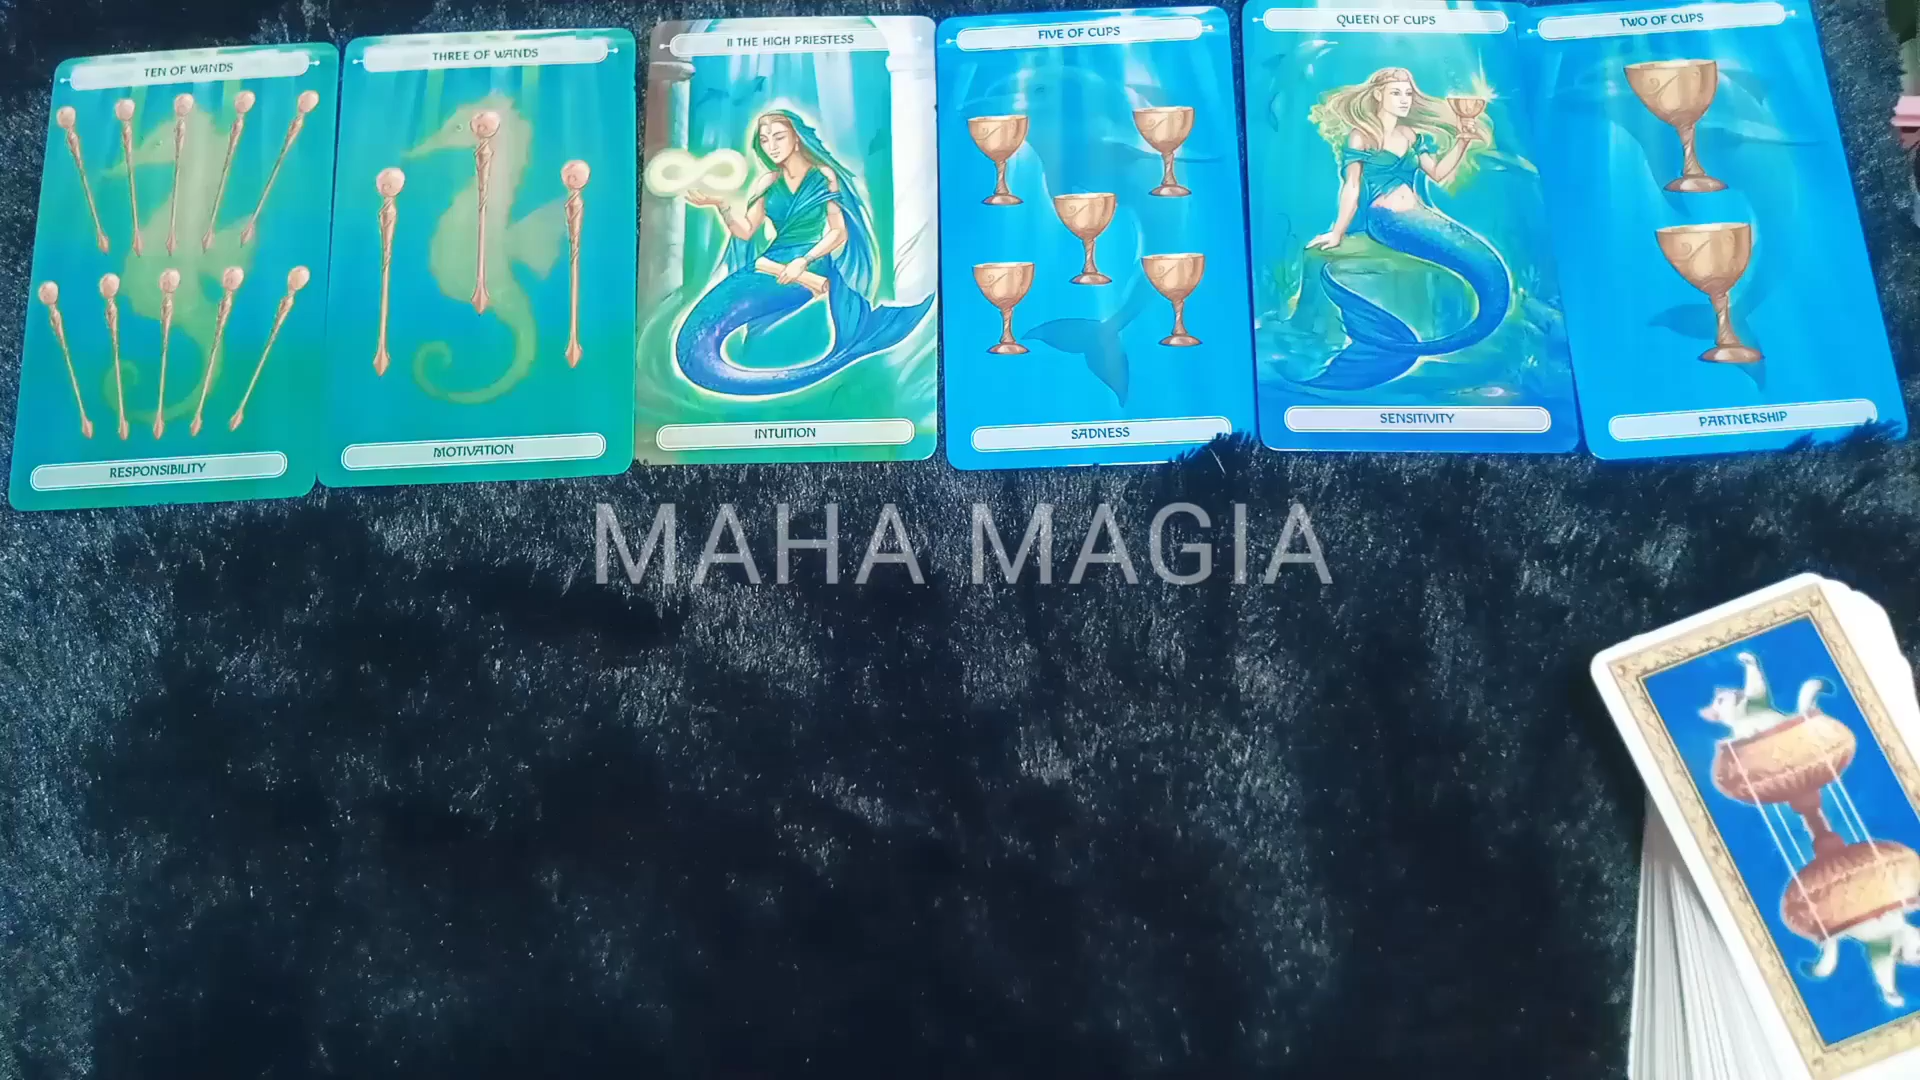 TEN OF WANDS
RESPONSIBILITY
THREE OF WANDS
MOTIVATION
II THE HIGH PRIESTESS
INTUITION
FIVE OF CUPS
SADNESS
QUEEN OF CUPS
SENSITIVITY
TWO OF CUPS
PARTNERSHIP
MAHA MAGIA